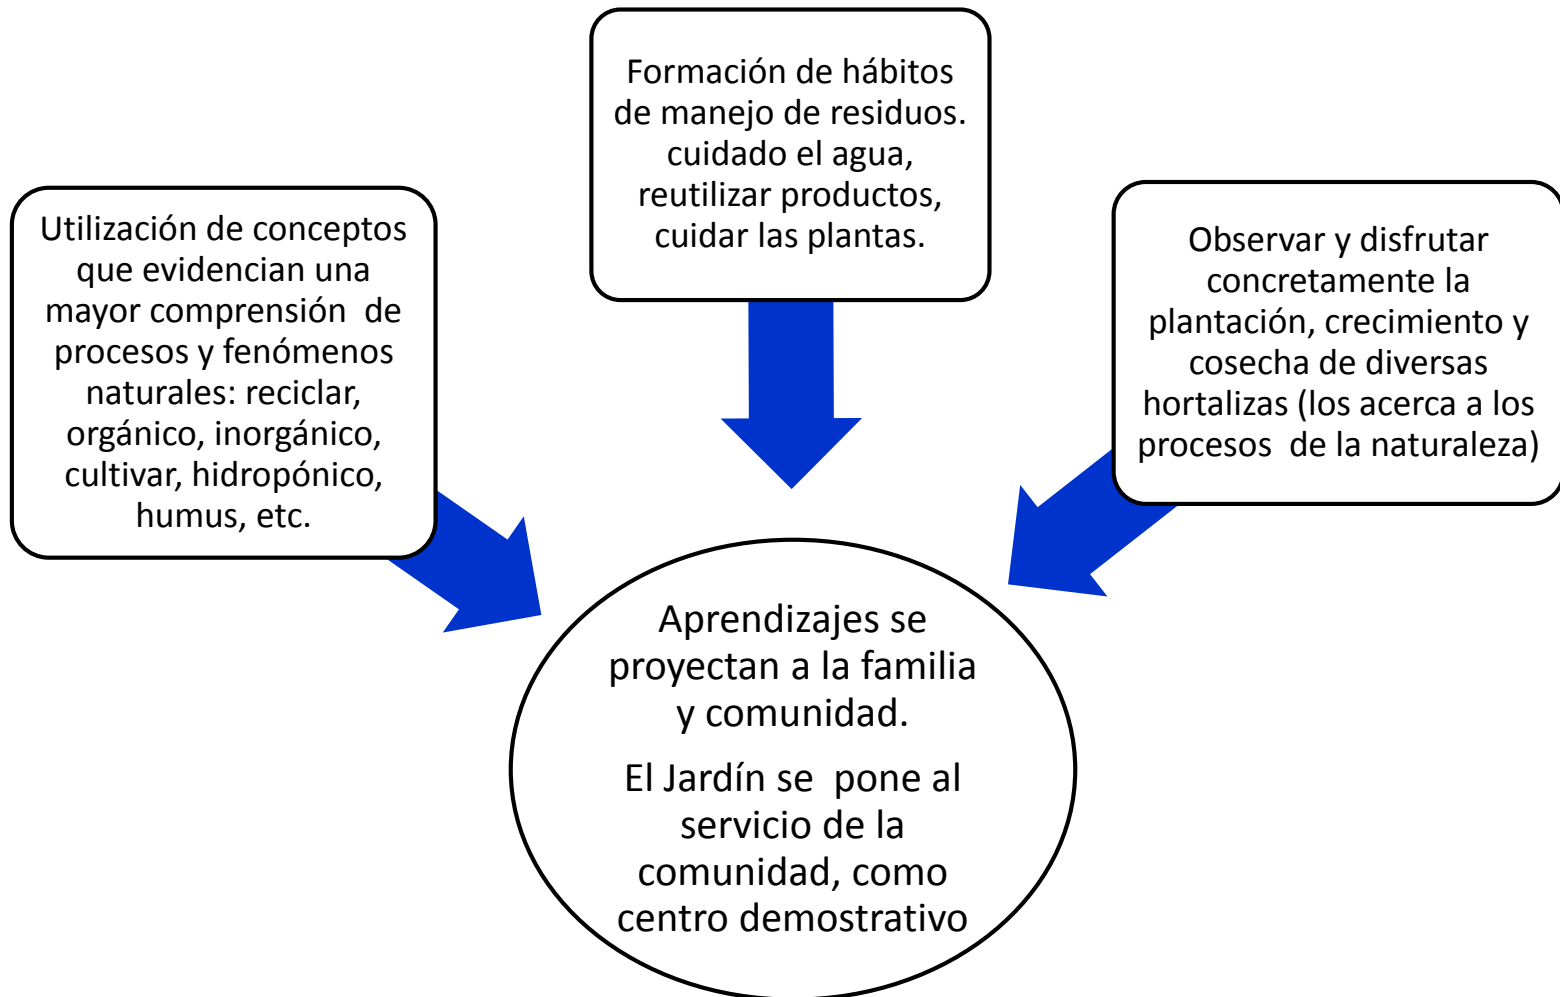 Formación de hábitos
de manejo de residuos.
cuidado el agua,
reutilizar productos,
cuidar las plantas.
Utilización de conceptos
que evidencian una
mayor comprensión  de
procesos y fenómenos
naturales: reciclar,
orgánico, inorgánico,
cultivar, hidropónico,
humus, etc.
Observar y disfrutar
concretamente la
plantación, crecimiento y
cosecha de diversas
hortalizas (los acerca a los
procesos  de la naturaleza)
Aprendizajes se
proyectan a la familia
y comunidad.
El Jardín se  pone al
servicio de la
comunidad, como
centro demostrativo